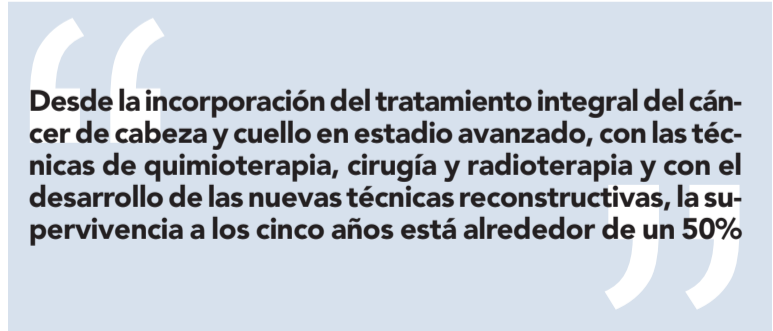 Desde la incorporación del tratamiento integral del cán-
cer de cabeza y cuello en estadio avanzado, con las téc-
nicas de quimioterapia, cirugía y radioterapia y con el
desarrollo de las nuevas técnicas reconstructivas, la su-
pervivencia a los cinco años está alrededor de un 50%